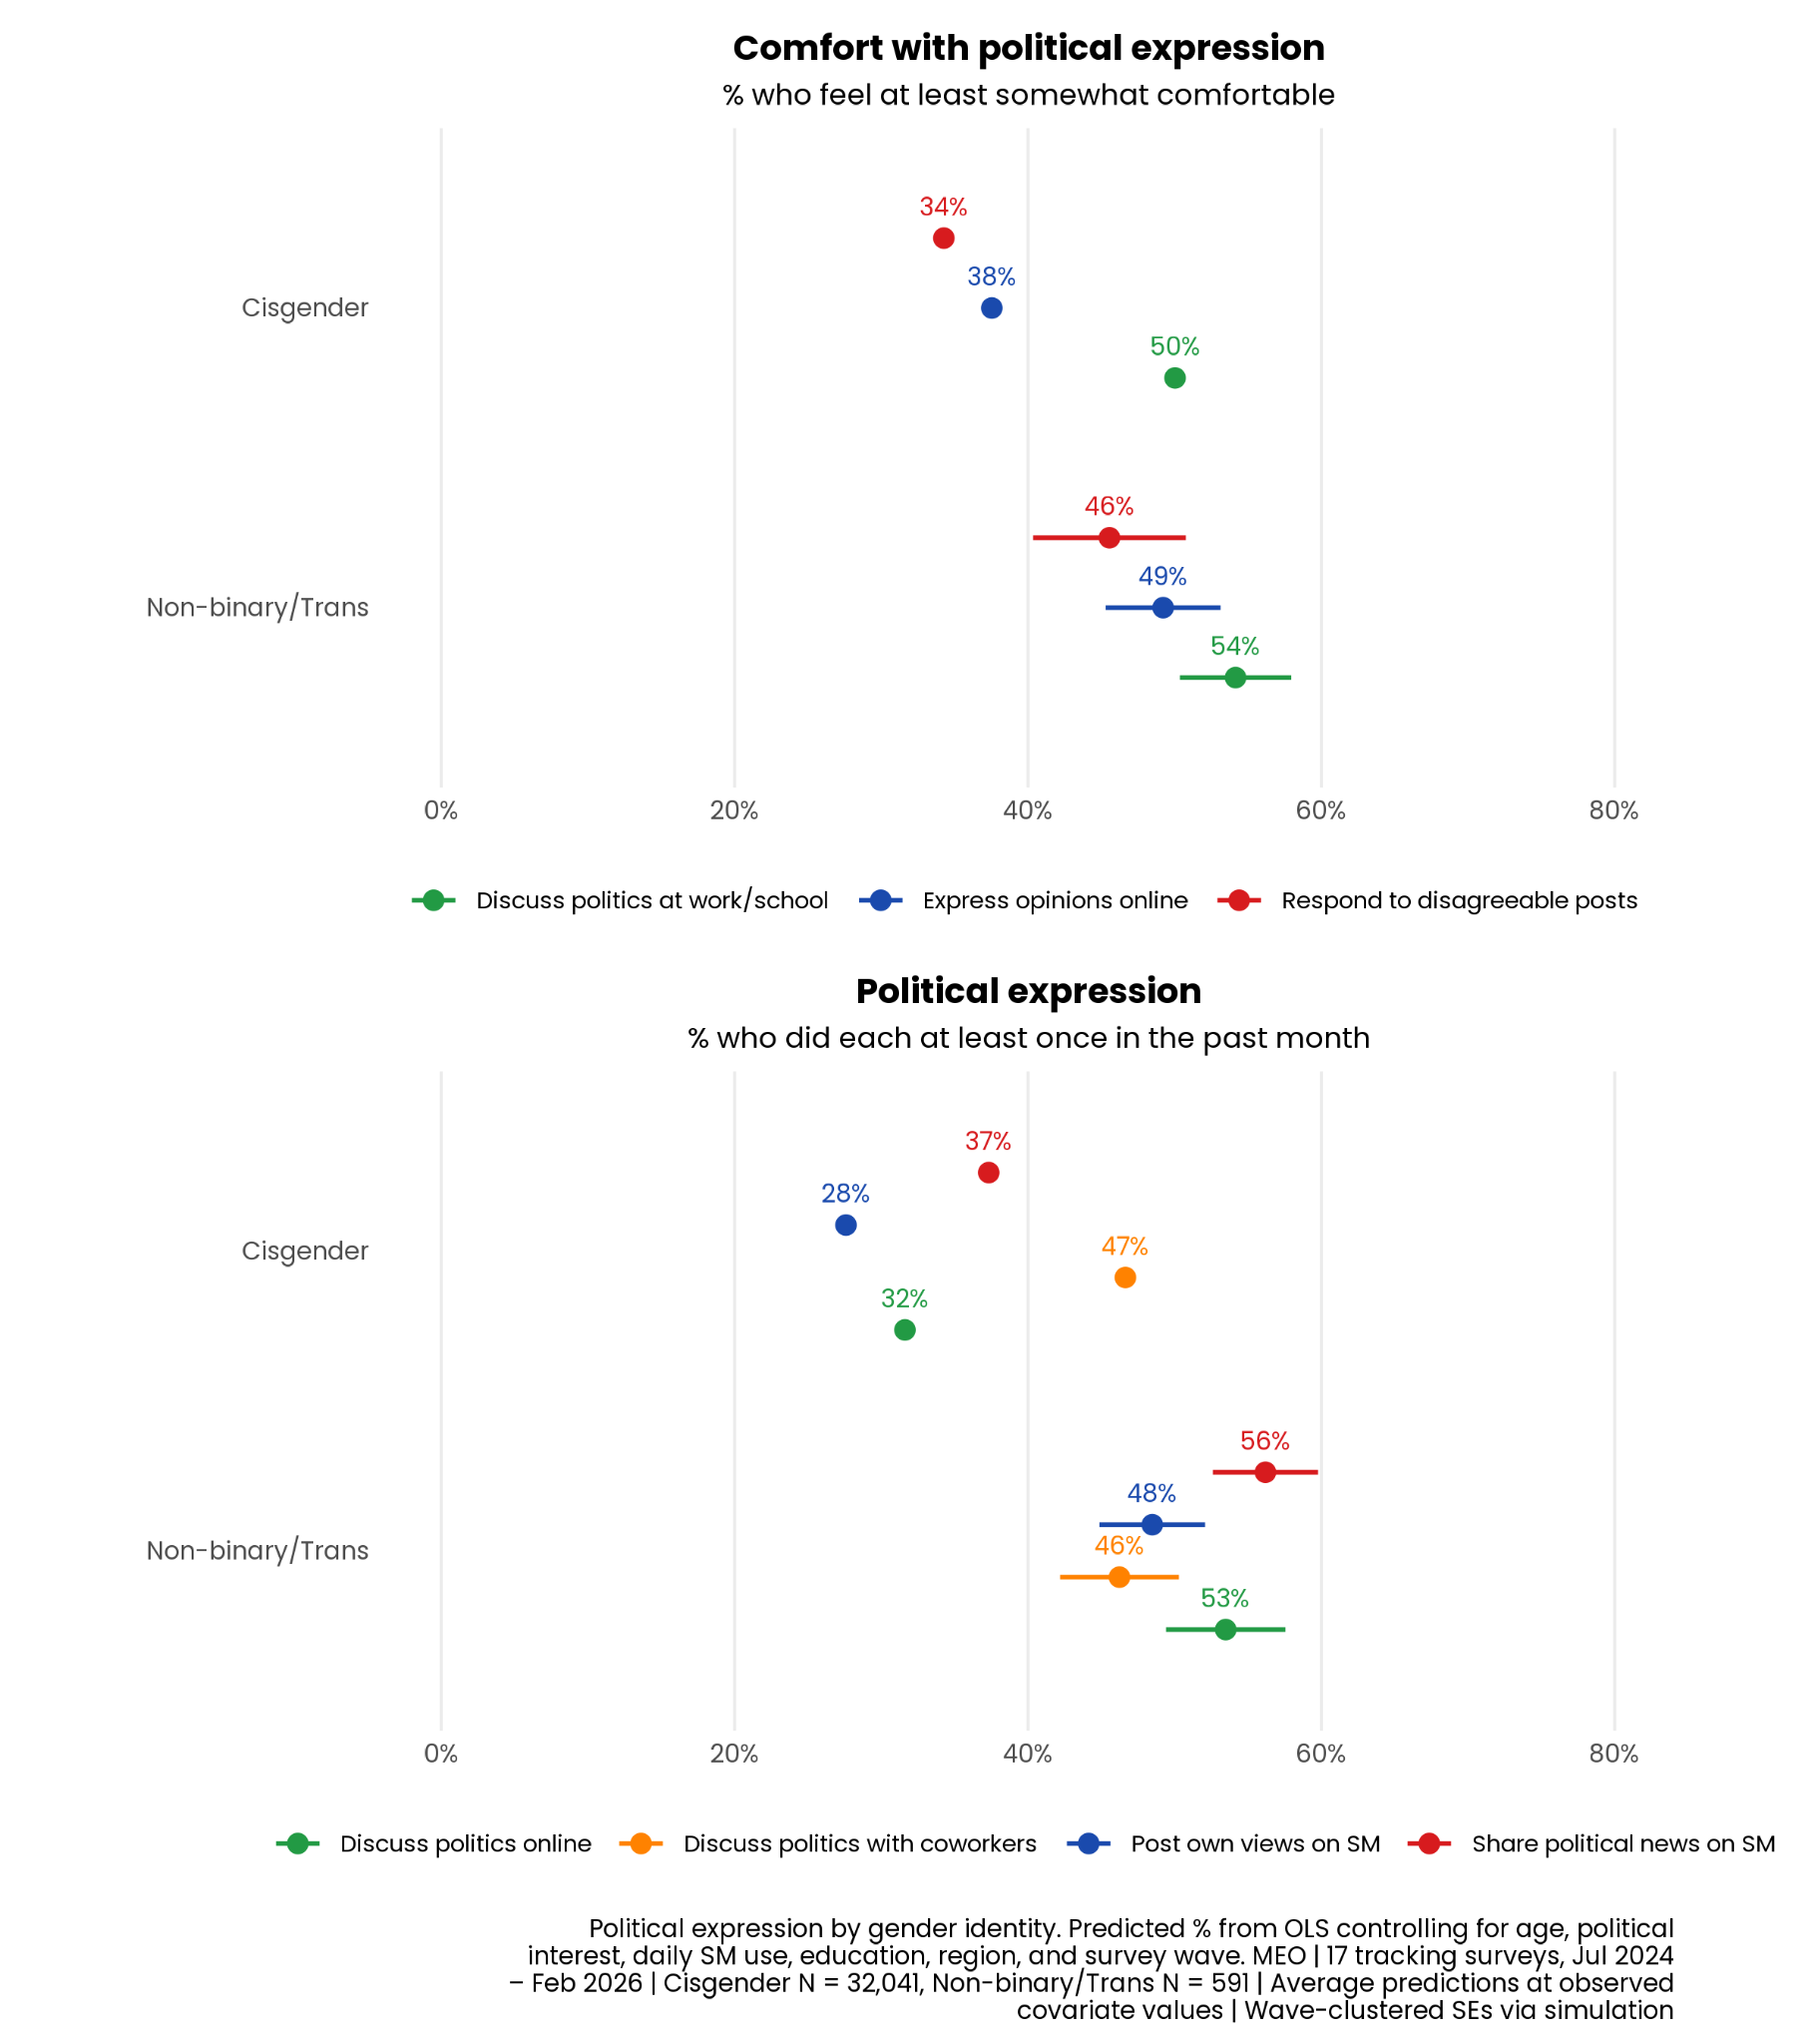 Comfort with political expression
% who feel at least somewhat comfortable
34%
38%
Cisgender
50%
46%
49%
Non-binary/Trans
54%
0% 20% 40% 60% 80%
Discuss politics at work/school Express opinions online Respond to disagreeable posts
Political expression
% who did each at least once in the past month
37%
28%
47%
Cisgender
32%
56%
48%
46%
Non-binary/Trans
53%
0% 20% 40% 60% 80%
Discuss politics online Discuss politics with coworkers Post own views on SM Share political news on SM
Political expression by gender identity. Predicted % from OLS controlling for age, political
interest, daily SM use, education, region, and survey wave. MEO | 17 tracking surveys, Jul 2024
– Feb 2026 | Cisgender N = 32,041, Non-binary/Trans N = 591 | Average predictions at observed
covariate values | Wave-clustered SEs via simulation